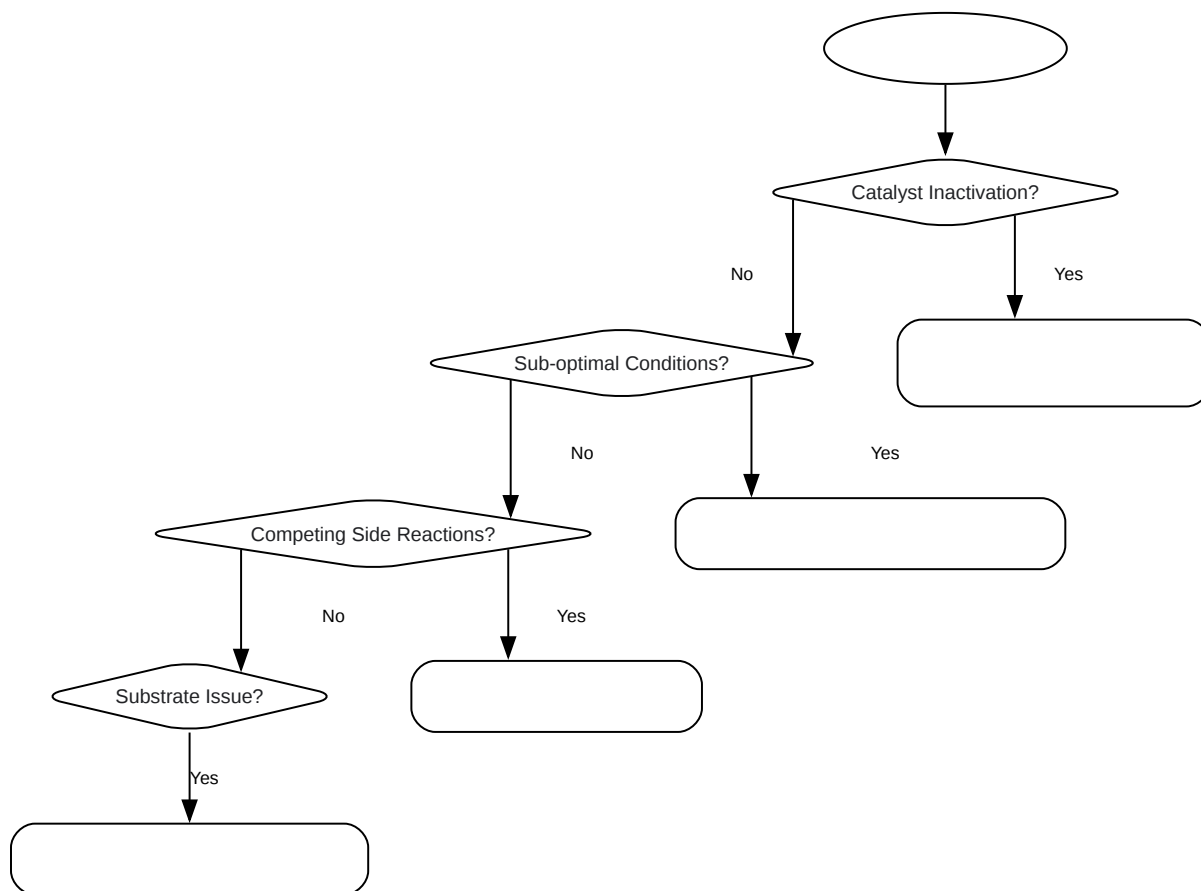 Catalyst Inactivation?
No
Yes
Sub-optimal Conditions?
No
Yes
Competing Side Reactions?
No
Yes
Substrate Issue?
Yes